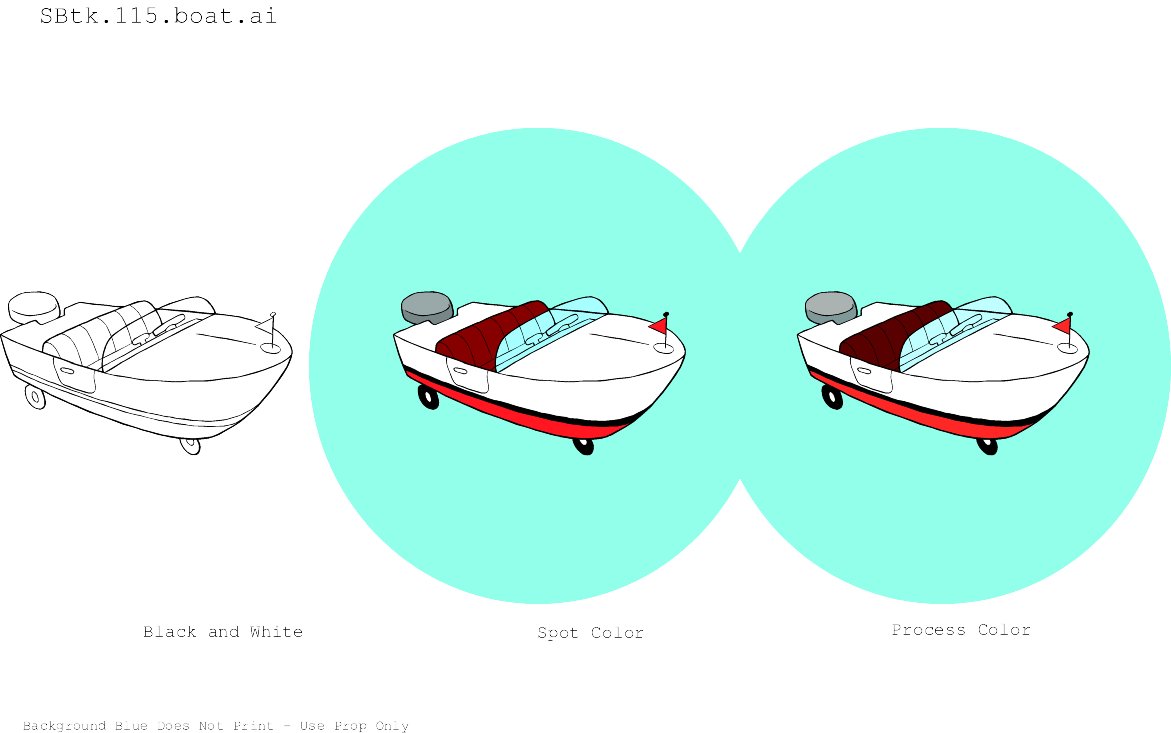 SBtk.115.boat.ai
Black and White
Spot Color
Process Color
Background Blue Does Not Print - Use Prop Only